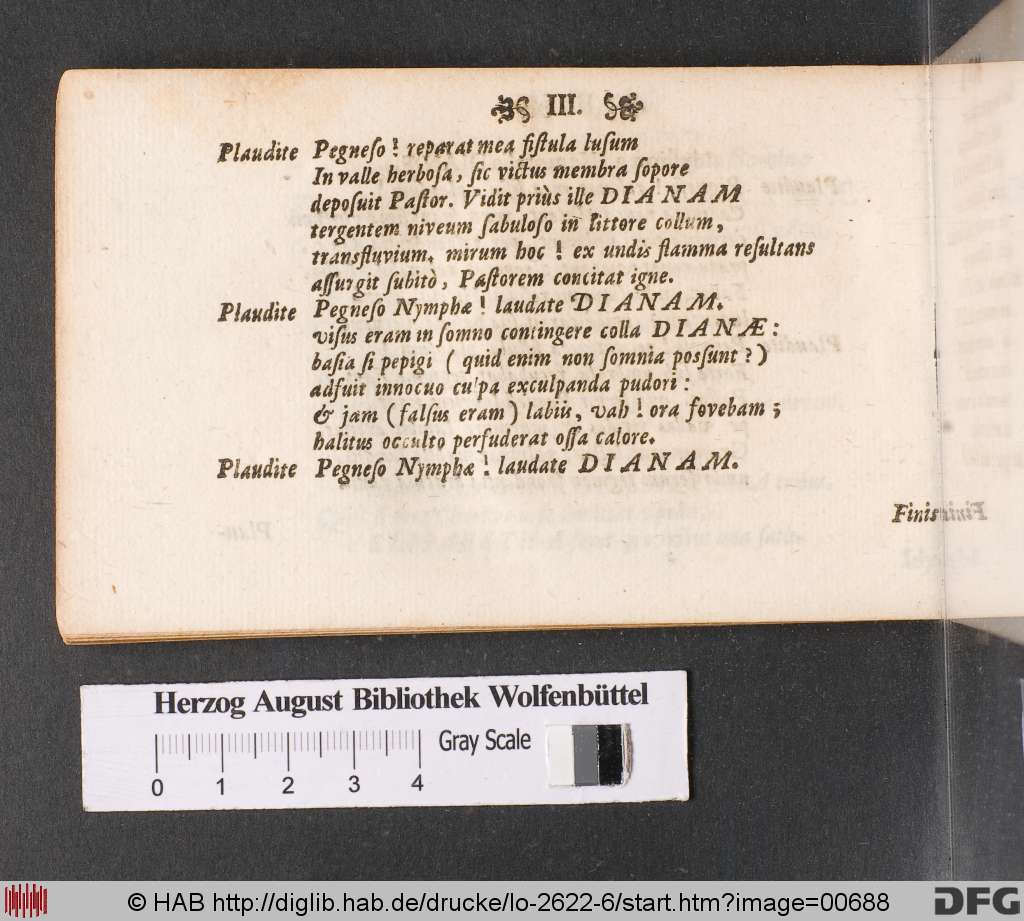 III.
Plaudite Pegneſo! reparat mea fiſtula luſum
In valle herboſa, ſic victus membra ſopore
depoſuit Paſtor. Vidit priùs ille DIANAM
tergentem niveum ſabuloſo in littore collum,
transfluvium, mirum hoc! ex undis flamma reſultans
aſſurgit ſubitò, Paſtorem concitat igne.
Plaudite Pegneſo Nymphæ! laudate DIANAM.
viſus eram in ſomno contingere colla DIANÆ:
baſia ſi pepigi (quid enim non ſomnia poſſunt?)
adfuit innocuo culpa exculpanda pudori:
& jam (falſus eram) labiis, vah! ora fovebam;
halitus occulto perfuderat oſſa calore.
Plaudite Pegneſo Nymphæ! laudate DIANAM.
Finis
Herzog August Bibliothek Wolfenbüttel
Gray Scale
0 1 2 3 4
© HAB http://diglib.hab.de/drucke/lo-2622-6/start.htm?image=00688
DFG